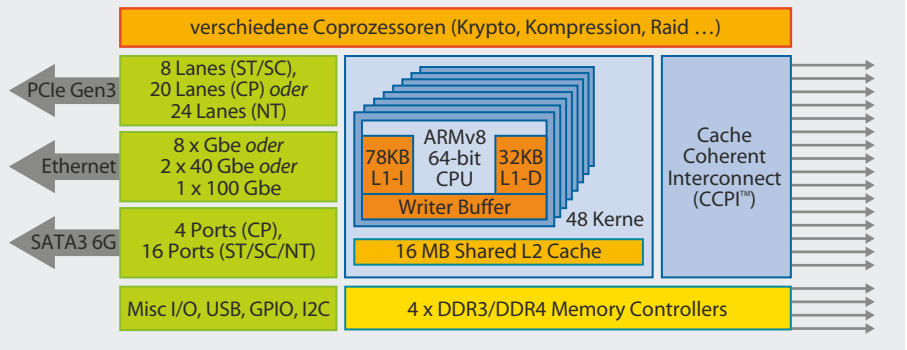 verschiedene Coprozessoren (Krypto, Kompression, Raid …)
PCIe Gen3
8 Lanes (ST/SC),
20 Lanes (CP) oder
24 Lanes (NT)
Ethernet
8 x Gbe oder
2 x 40 Gbe oder
1 x 100 Gbe
SATA3 6G
4 Ports (CP),
16 Ports (ST/SC/NT)
Misc I/O, USB, GPIO, I2C
ARMv8
64-bit
CPU
78KB
L1-I
32KB
L1-D
Writer Buffer
48 Kerne
16 MB Shared L2 Cache
Cache
Coherent
Interconnect
(CCPI™)
4 x DDR3/DDR4 Memory Controllers